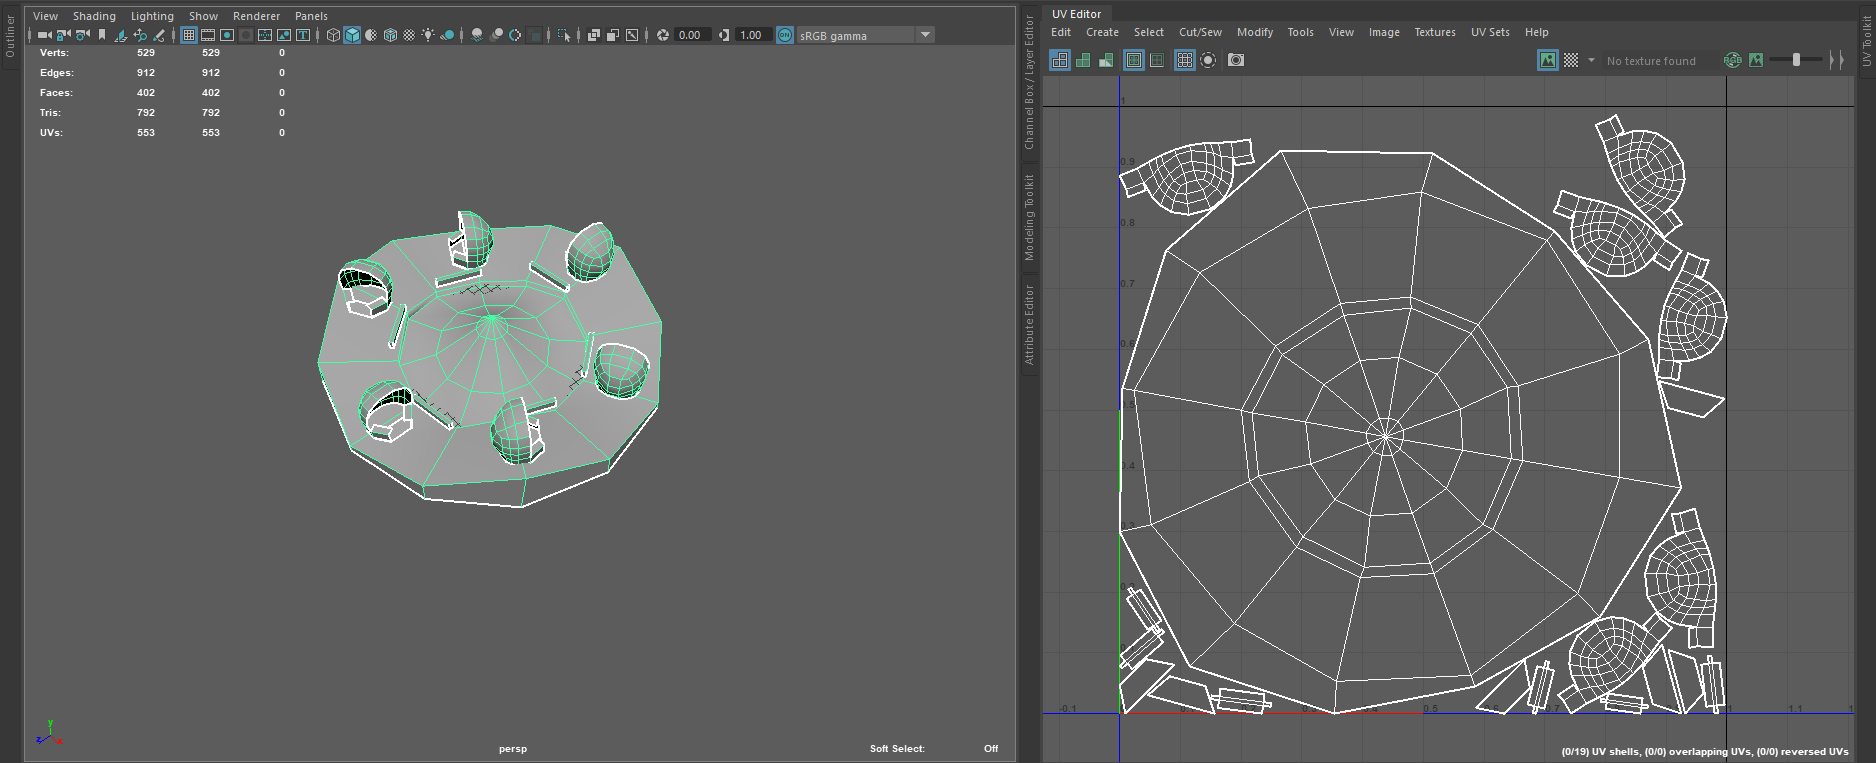 View Shading Lighting Show Renderer Panels
0.00 1.00 ON sRGB gamma
Verts: 529 529 0
Edges: 912 912 0
Faces: 402 402 0
Tris: 792 792 0
UVs: 553 553 0
y
z x
persp
Soft Select: Off
Outliner
Channel Box / Layer Editor
Modeling Toolkit
Attribute Editor
UV Editor
Edit Create Select Cut/Sew Modify Tools View Image Textures UV Sets Help
No texture found RGB
UV Toolkit
1
0.9
0.8
0.7
0.6
0.5
0.4
0.3
-0.1 0.5 0.7 1 1.1
(0/19) UV shells, (0/0) overlapping UVs, (0/0) reversed UVs